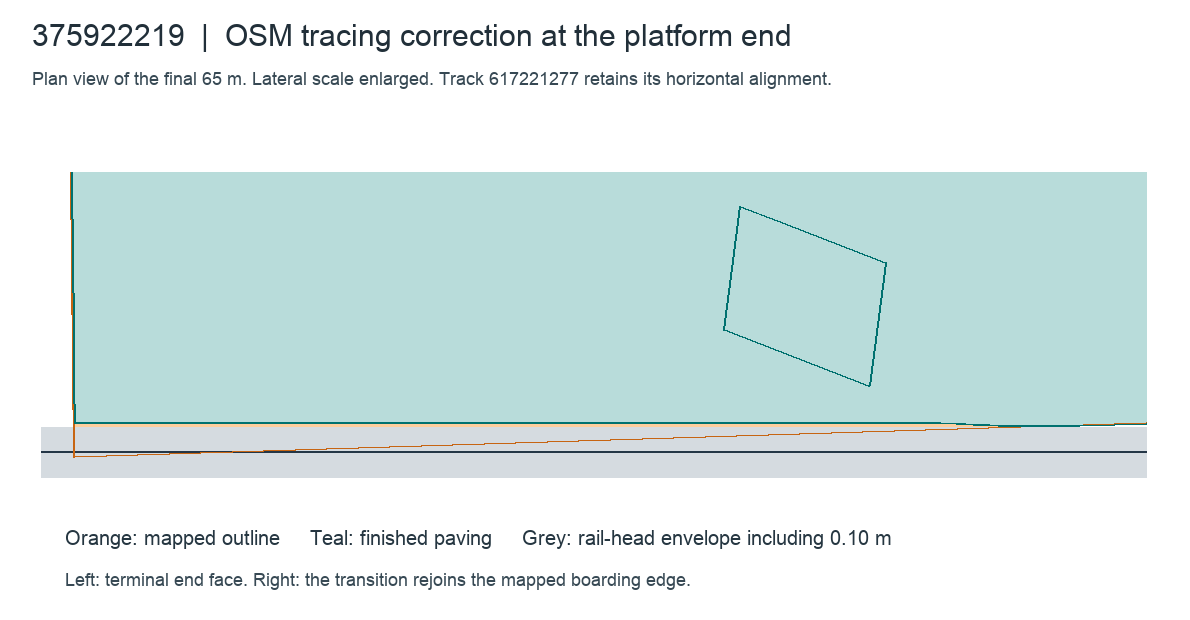 375922219 | OSM tracing correction at the platform end
Plan view of the final 65 m. Lateral scale enlarged. Track 617221277 retains its horizontal alignment.
Orange: mapped outline Teal: finished paving Grey: rail-head envelope including 0.10 m
Left: terminal end face. Right: the transition rejoins the mapped boarding edge.